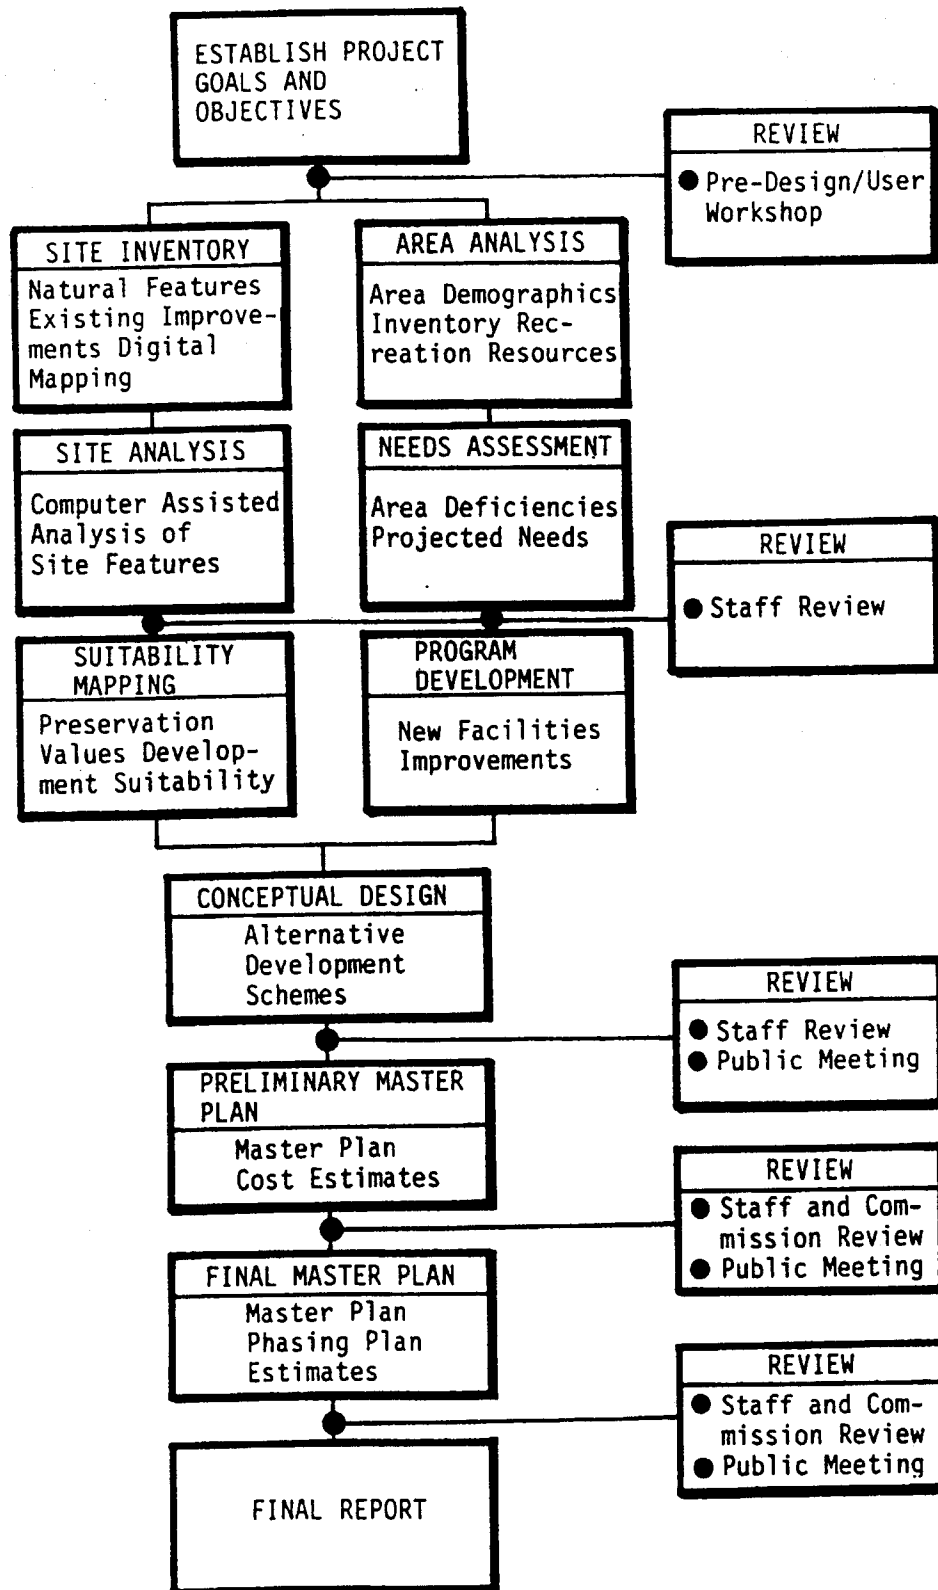 ESTABLISH PROJECT
GOALS AND
OBJECTIVES
REVIEW
● Pre-Design/User
Workshop
SITE INVENTORY
Natural Features
Existing Improve-
ments Digital
Mapping
AREA ANALYSIS
Area Demographics
Inventory Rec-
reation Resources
SITE ANALYSIS
Computer Assisted
Analysis of
Site Features
NEEDS ASSESSMENT
Area Deficiencies
Projected Needs
REVIEW
● Staff Review
SUITABILITY
MAPPING
Preservation
Values Develop-
ment Suitability
PROGRAM
DEVELOPMENT
New Facilities
Improvements
CONCEPTUAL DESIGN
Alternative
Development
Schemes
REVIEW
● Staff Review
● Public Meeting
PRELIMINARY MASTER
PLAN
Master Plan
Cost Estimates
REVIEW
● Staff and Com-
mission Review
● Public Meeting
FINAL MASTER PLAN
Master Plan
Phasing Plan
Estimates
REVIEW
● Staff and Com-
mission Review
● Public Meeting
FINAL REPORT